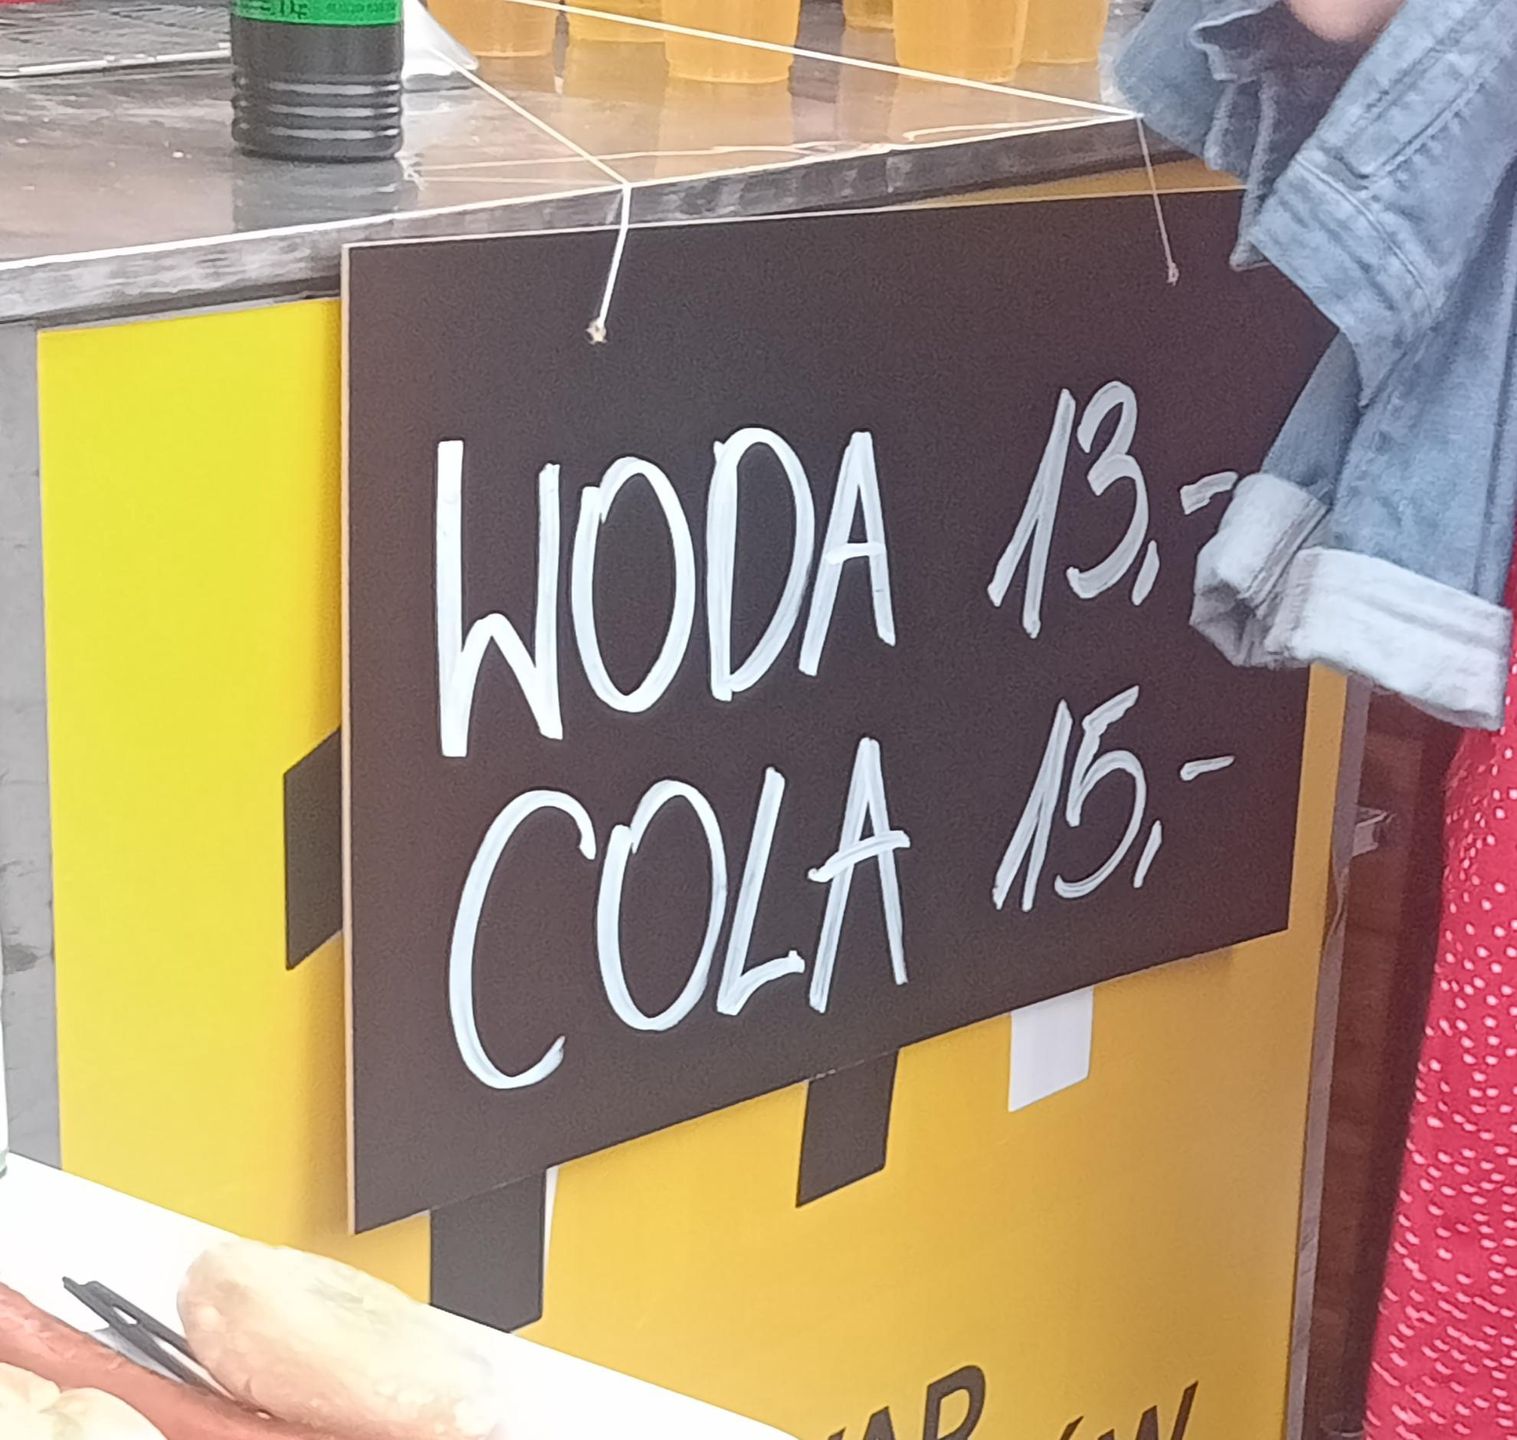 WODA 13,-
COLA 15,-